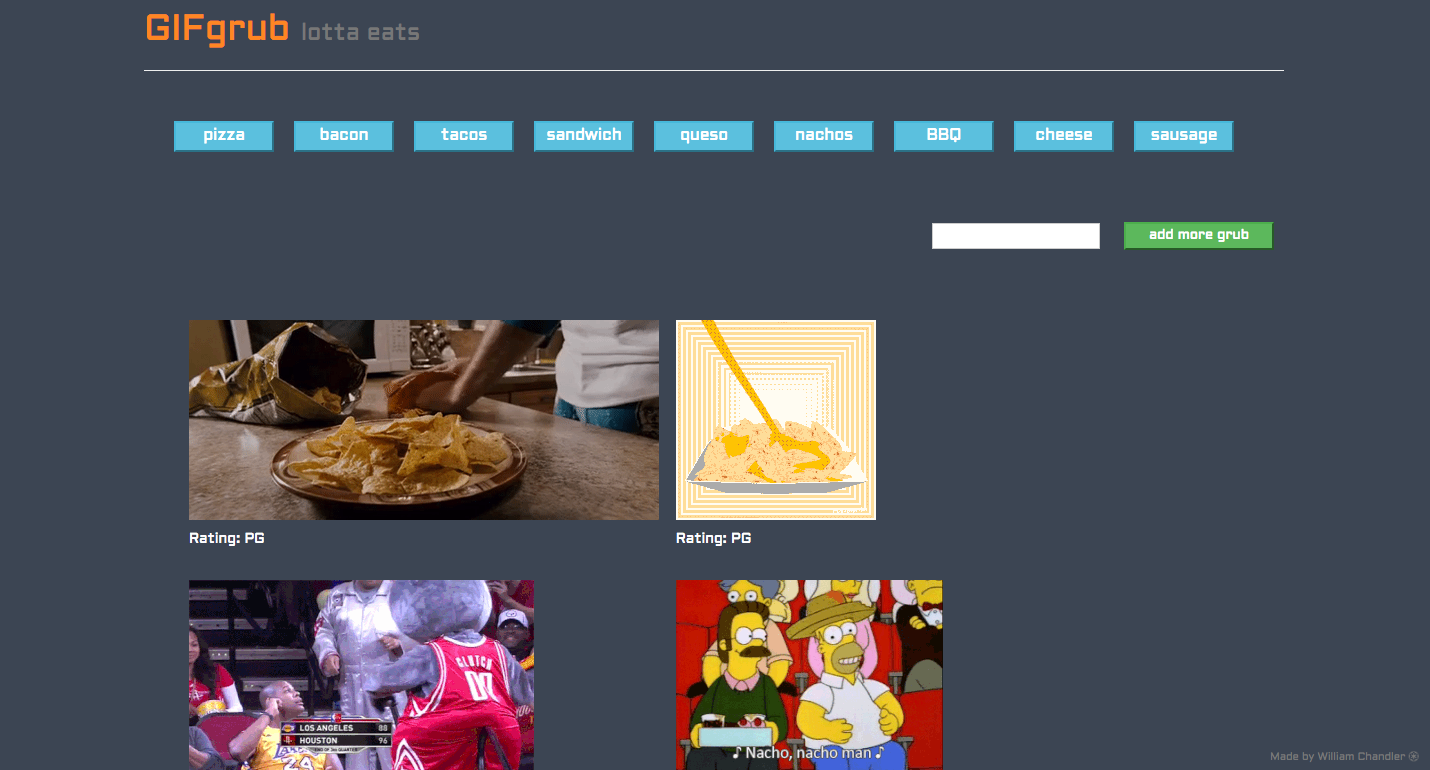 GIFgrub lotta eats
pizza bacon tacos sandwich queso nachos BBQ cheese sausage
add more grub
Rating: PG Rating: PG
CLUTCH
00
LOS ANGELES 88
HOUSTON 96
♪ Nacho, nacho man ♪
Made by William Chandler